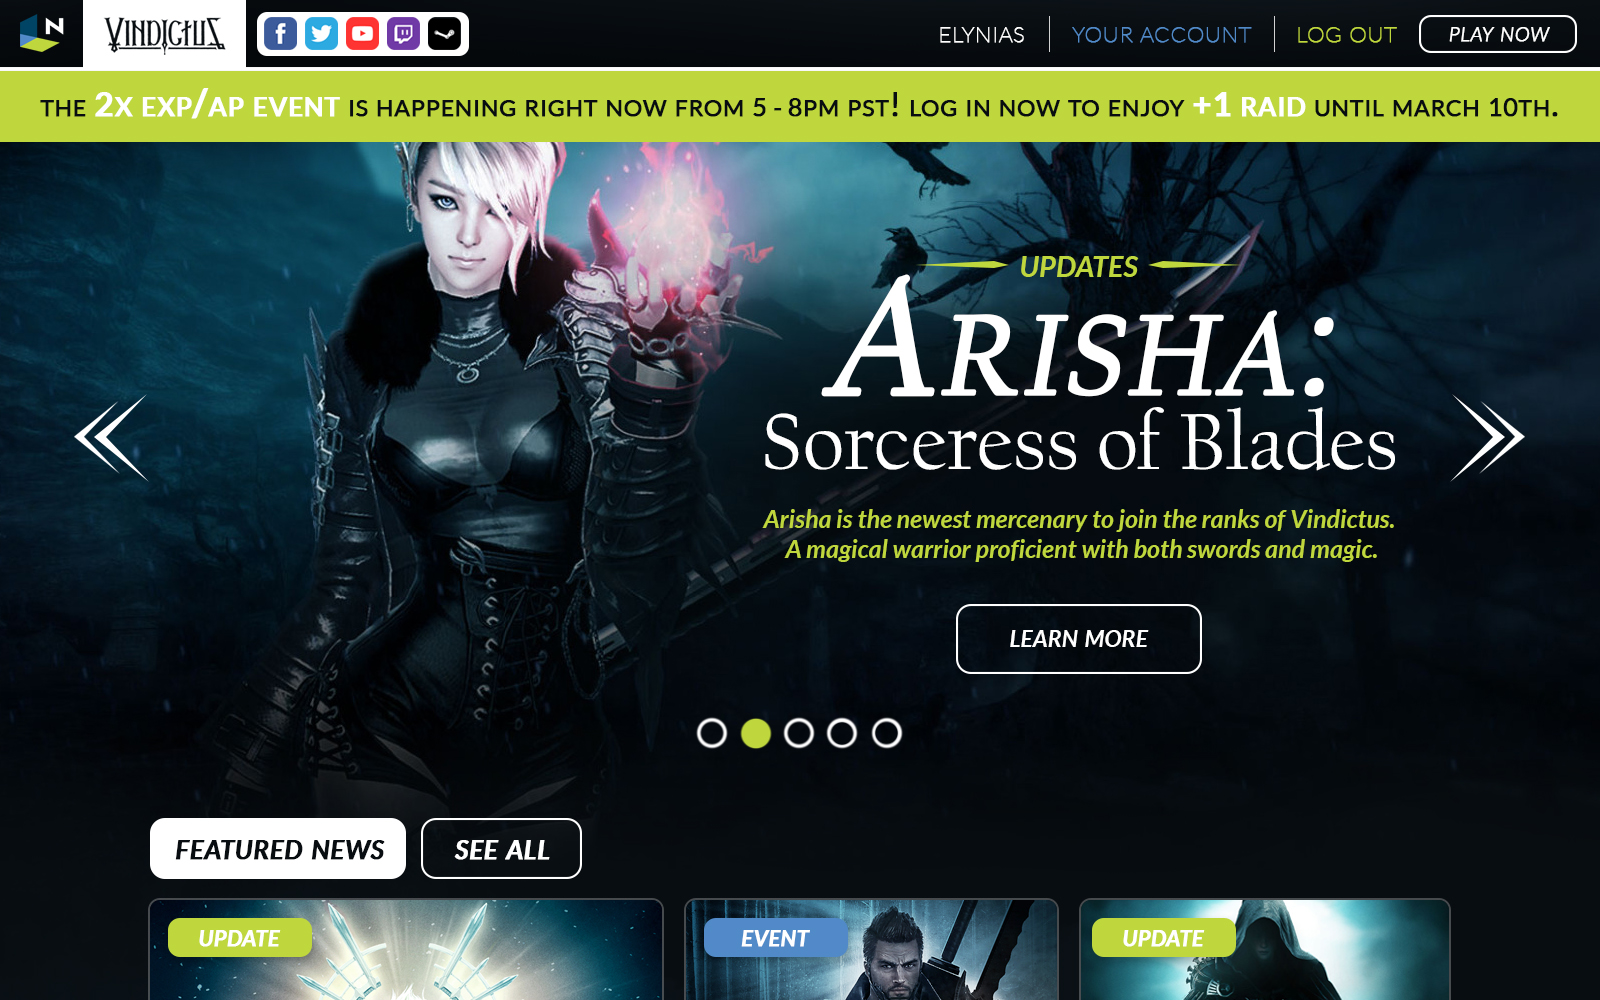 N
VINDICTUS
ELYNIAS
YOUR ACCOUNT
LOG OUT
PLAY NOW
THE 2X EXP/AP EVENT IS HAPPENING RIGHT NOW FROM 5 - 8PM PST! LOG IN NOW TO ENJOY +1 RAID UNTIL MARCH 10TH.
UPDATES
ARISHA:
Sorceress of Blades
Arisha is the newest mercenary to join the ranks of Vindictus.
A magical warrior proficient with both swords and magic.
LEARN MORE
FEATURED NEWS
SEE ALL
UPDATE
EVENT
UPDATE